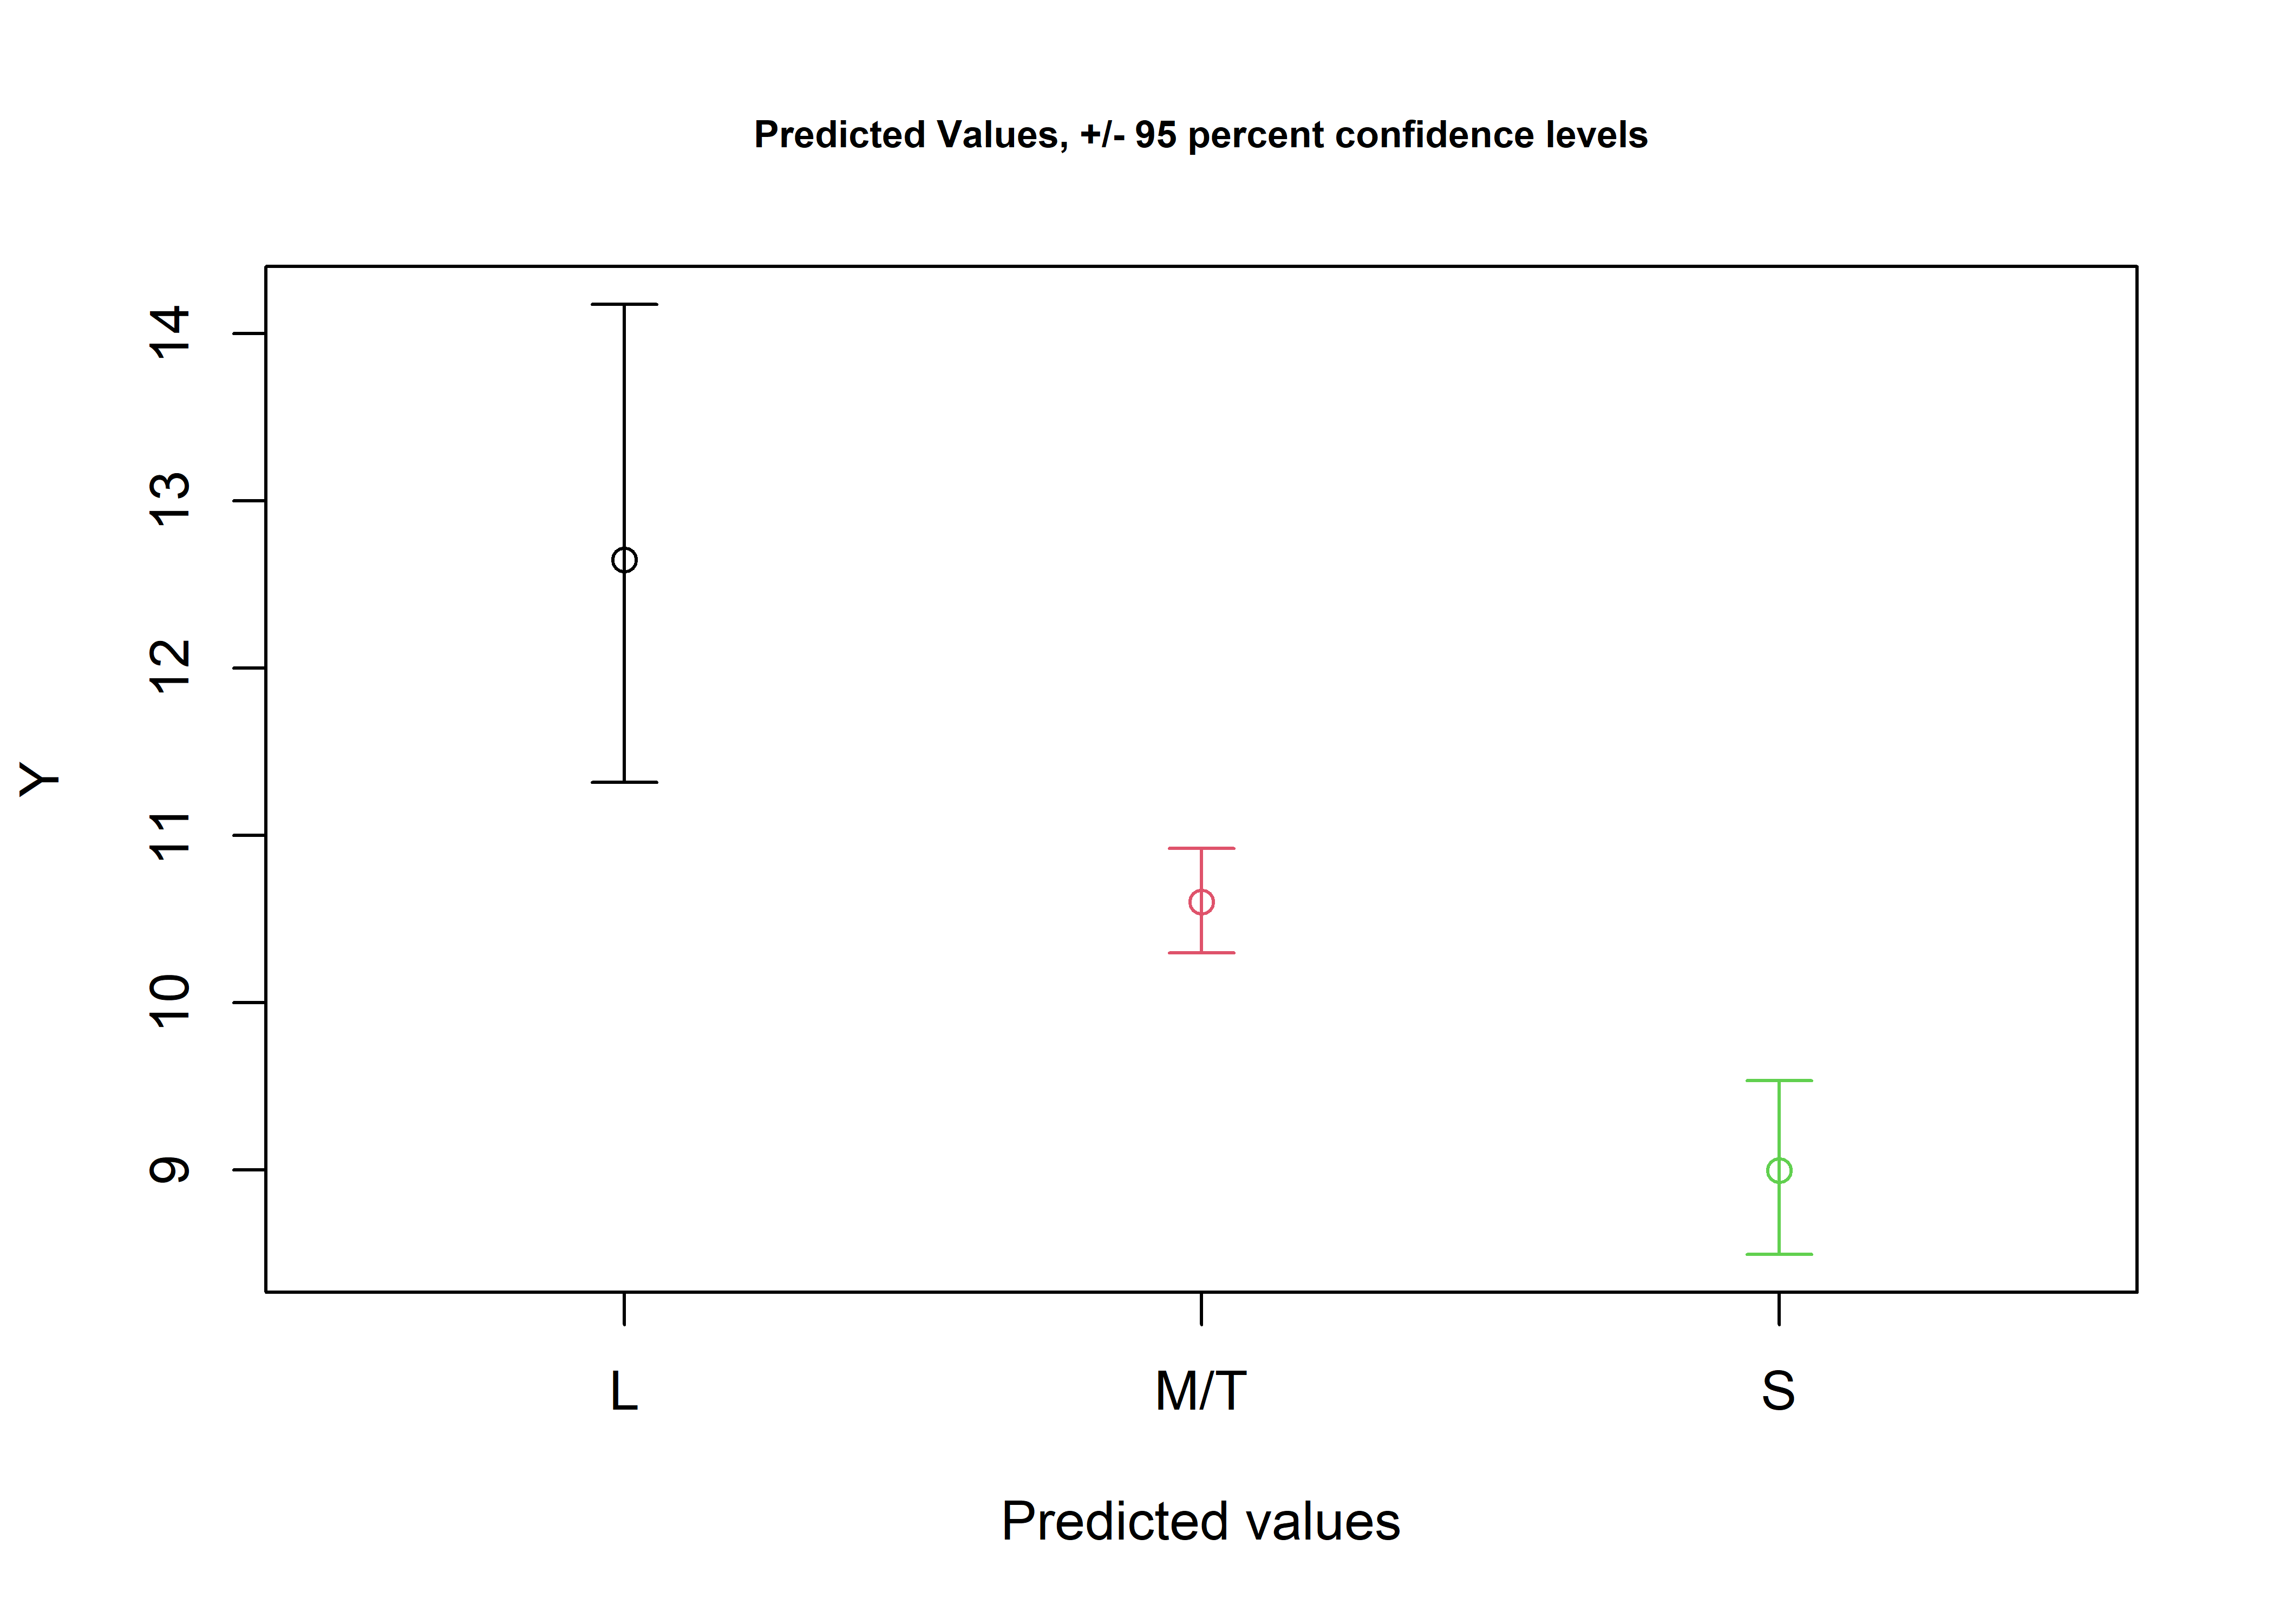 Predicted Values, +/- 95 percent confidence levels
14
13
12
11
10
9
Y
L
M/T
S
Predicted values